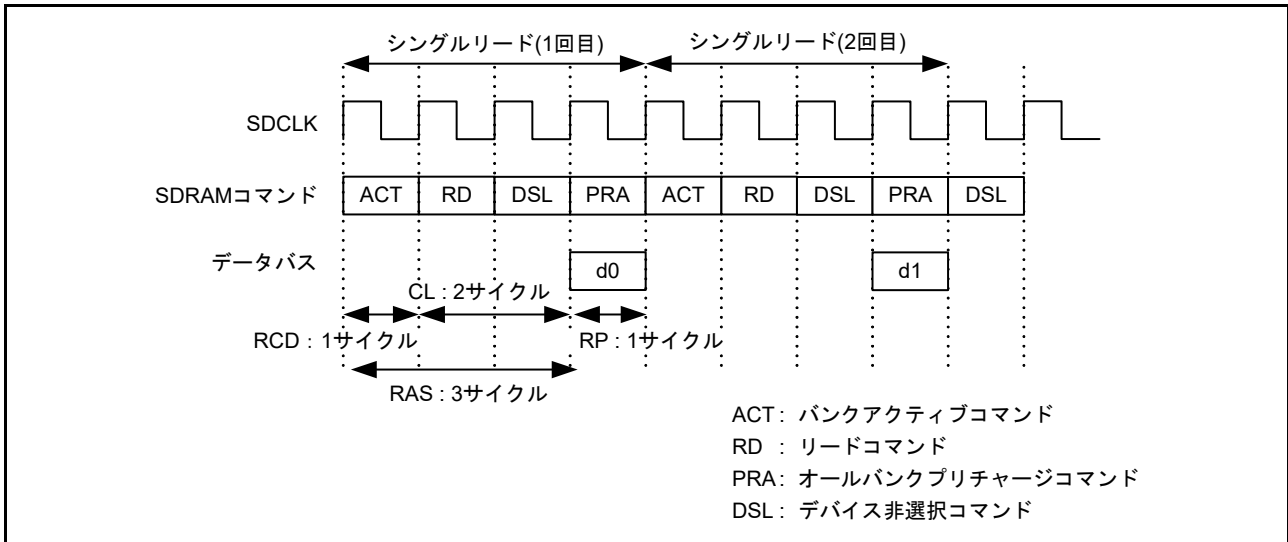 シングルリード(1回目) シングルリード(2回目)
SDCLK
SDRAMコマンド ACT RD DSL PRA ACT RD DSL PRA DSL
データバス d0 d1
CL : 2サイクル
RCD : 1サイクル RP : 1サイクル
RAS : 3サイクル
ACT : バンクアクティブコマンド
RD : リードコマンド
PRA : オールバンクプリチャージコマンド
DSL : デバイス非選択コマンド